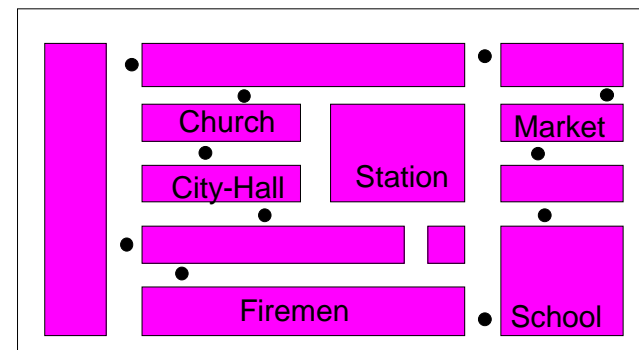 Church
Market
City-Hall
Station
Firemen
School